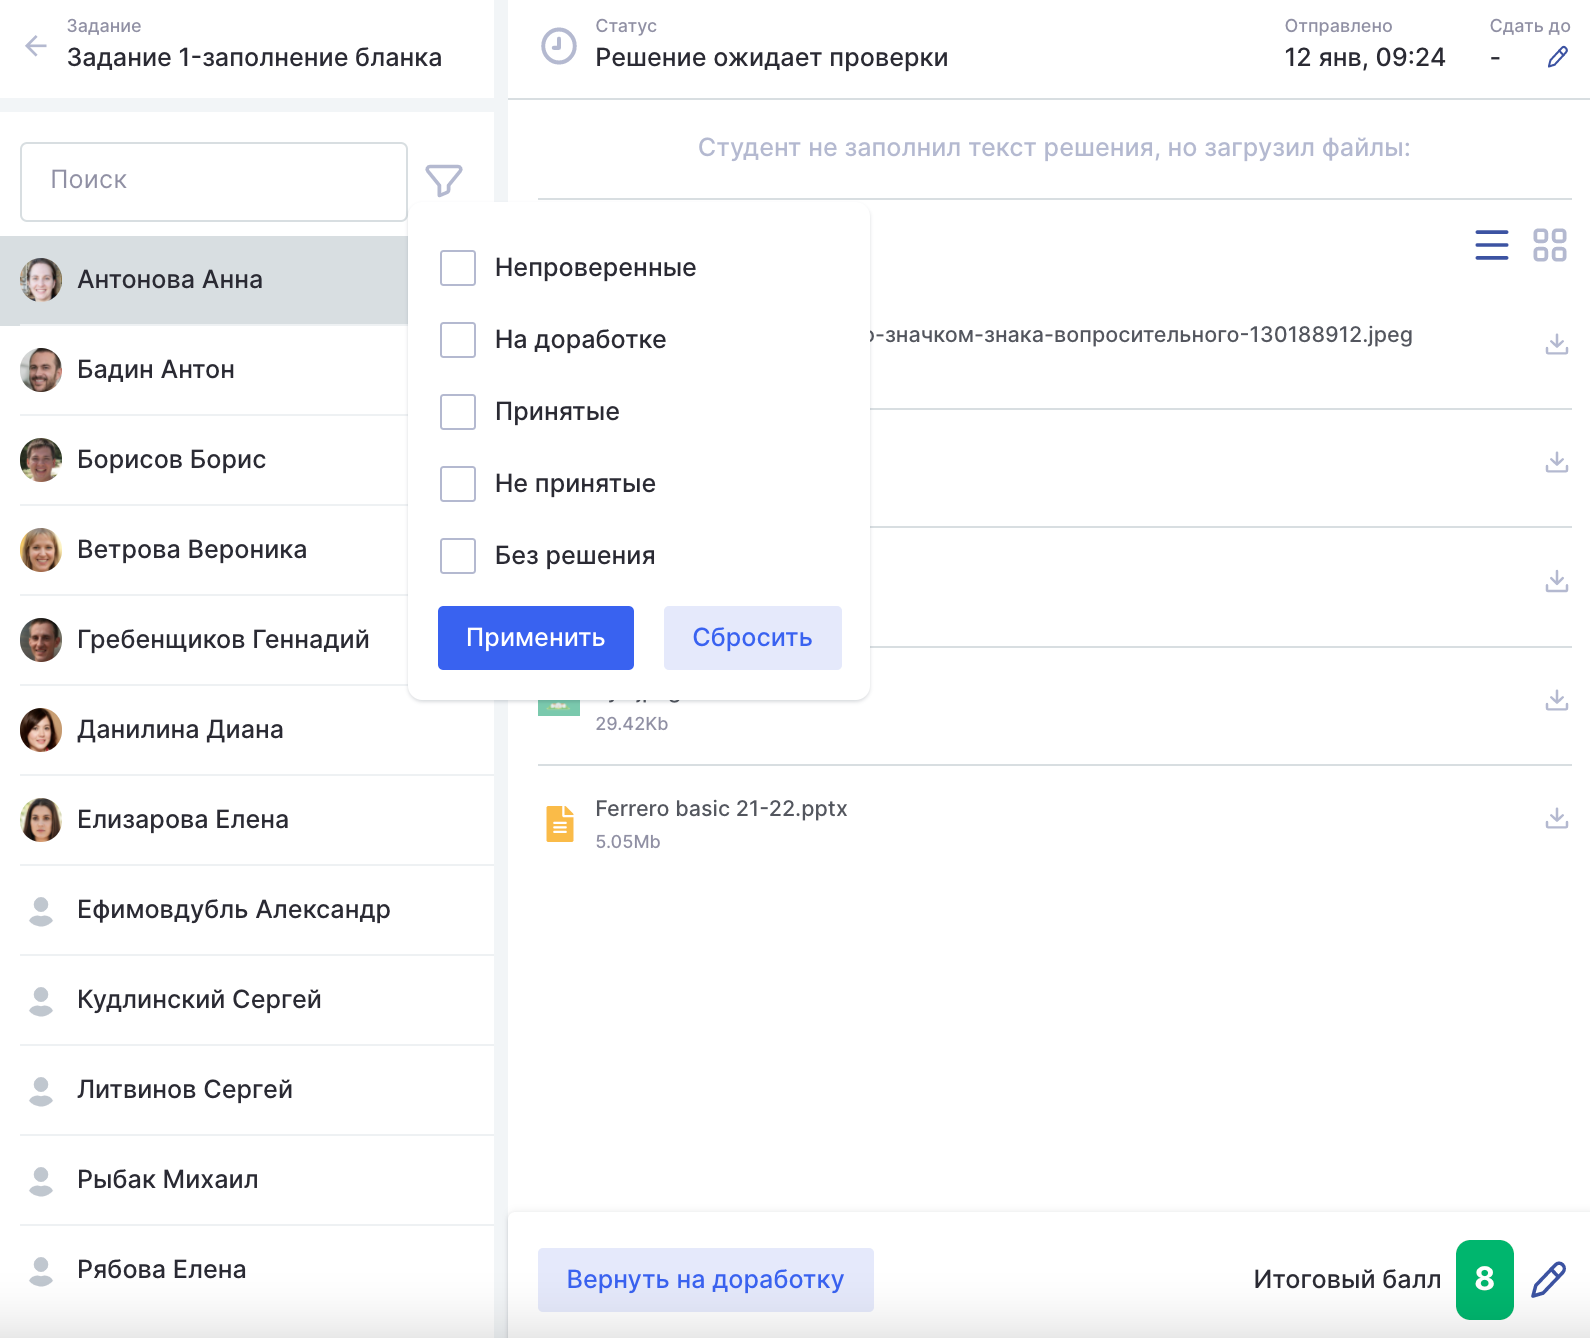 Задание
Задание 1-заполнение бланка
Статус
Решение ожидает проверки
Отправлено
12 янв, 09:24
Сдать до
-
Поиск
Антонова Анна
Бадин Антон
Борисов Борис
Ветрова Вероника
Гребенщиков Геннадий
Данилина Диана
Елизарова Елена
Ефимовдубль Александр
Кудлинский Сергей
Литвинов Сергей
Рыбак Михаил
Рябова Елена
Непроверенные
На доработке
Принятые
Не принятые
Без решения
Применить
Сбросить
Студент не заполнил текст решения, но загрузил файлы:
-значком-знака-вопросительного-130188912.jpeg
29.42Kb
Ferrero basic 21-22.pptx
5.05Mb
Вернуть на доработку
Итоговый балл
8